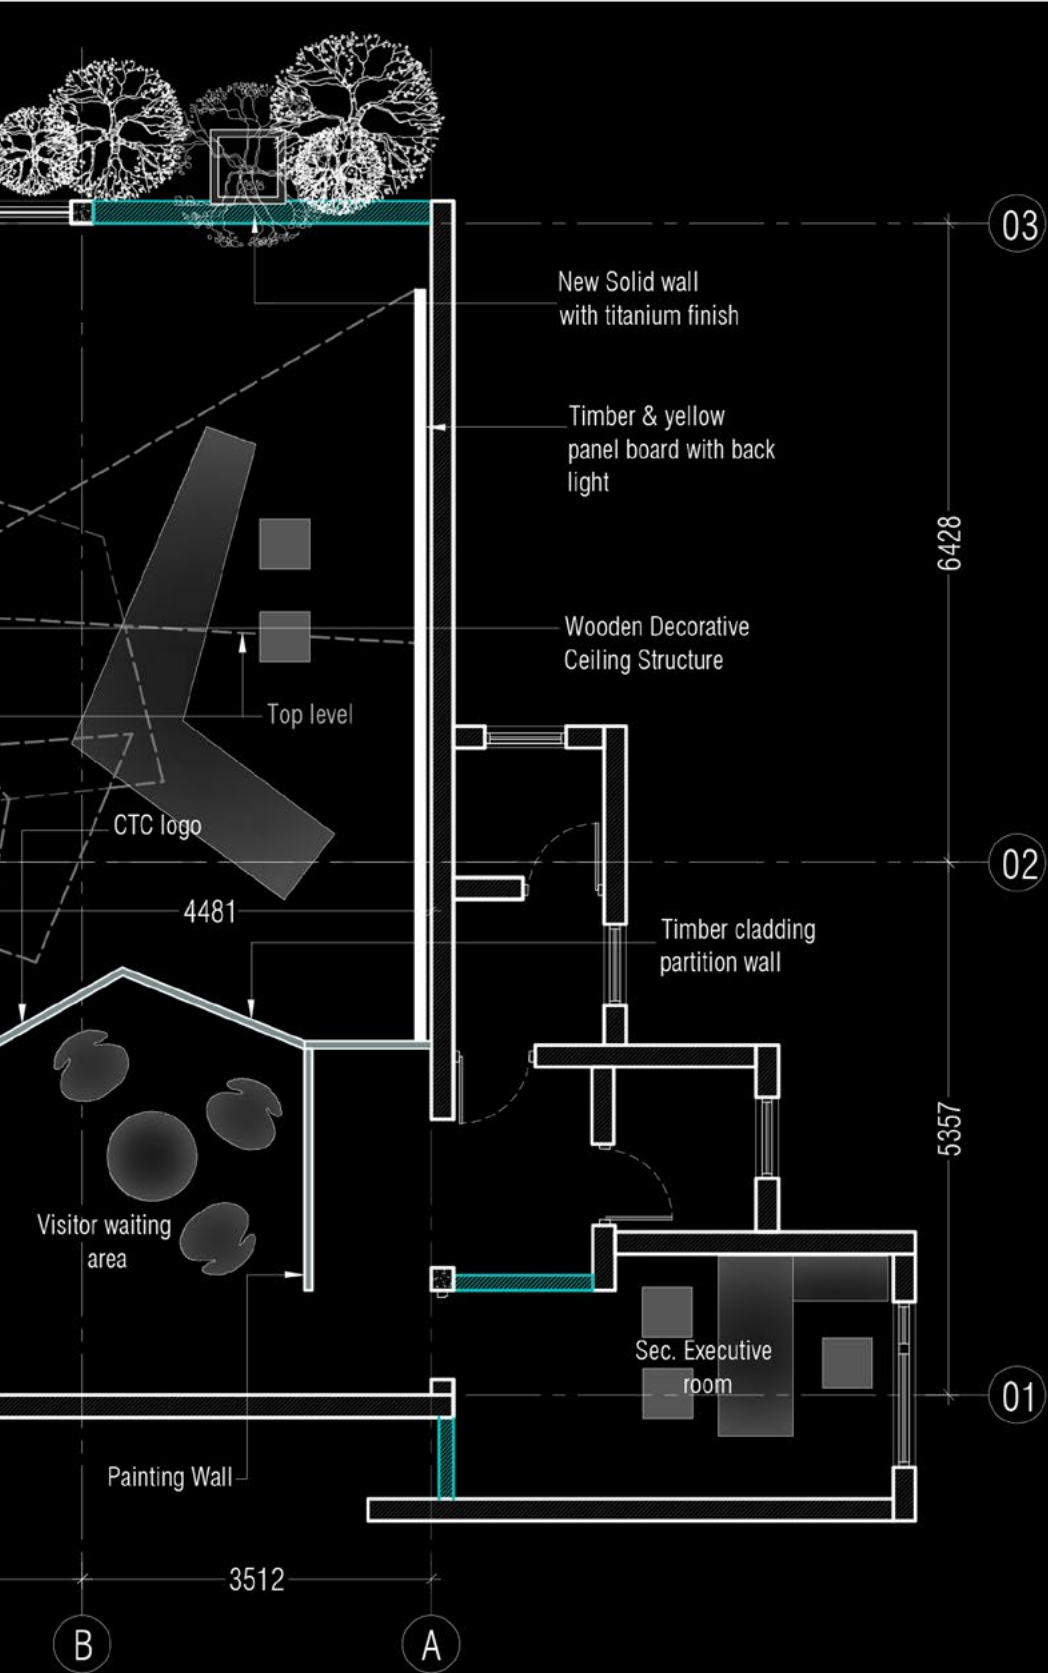 03
New Solid wall
with titanium finish
Timber & yellow
panel board with back
light
6428
Wooden Decorative
Ceiling Structure
Top level
CTC logo
02
4481
Timber cladding
partition wall
5357
Visitor waiting
area
Sec. Executive
room
01
Painting Wall
3512
B
A